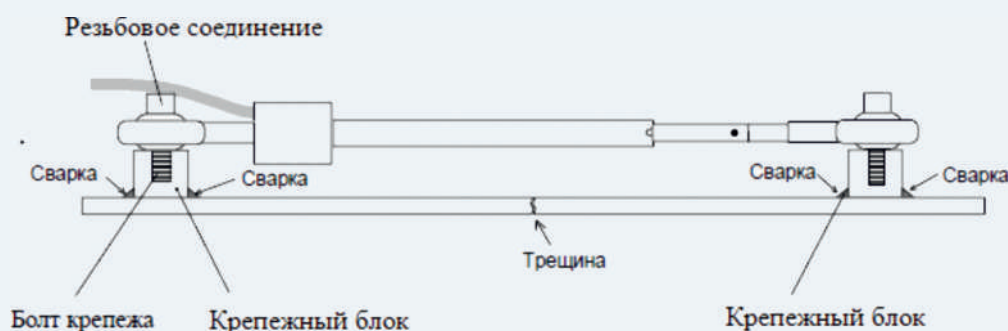 Резьбовое соединение
Сварка
Сварка
Сварка
Сварка
Трещина
Болт крепежа
Крепежный блок
Крепежный блок